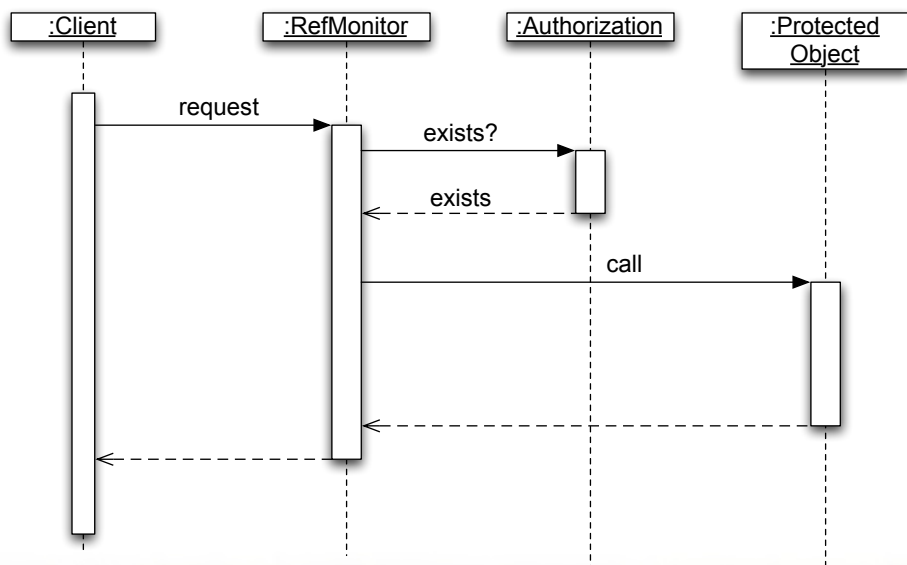 :Client
:RefMonitor
:Authorization
:Protected
Object
request
exists?
exists
call